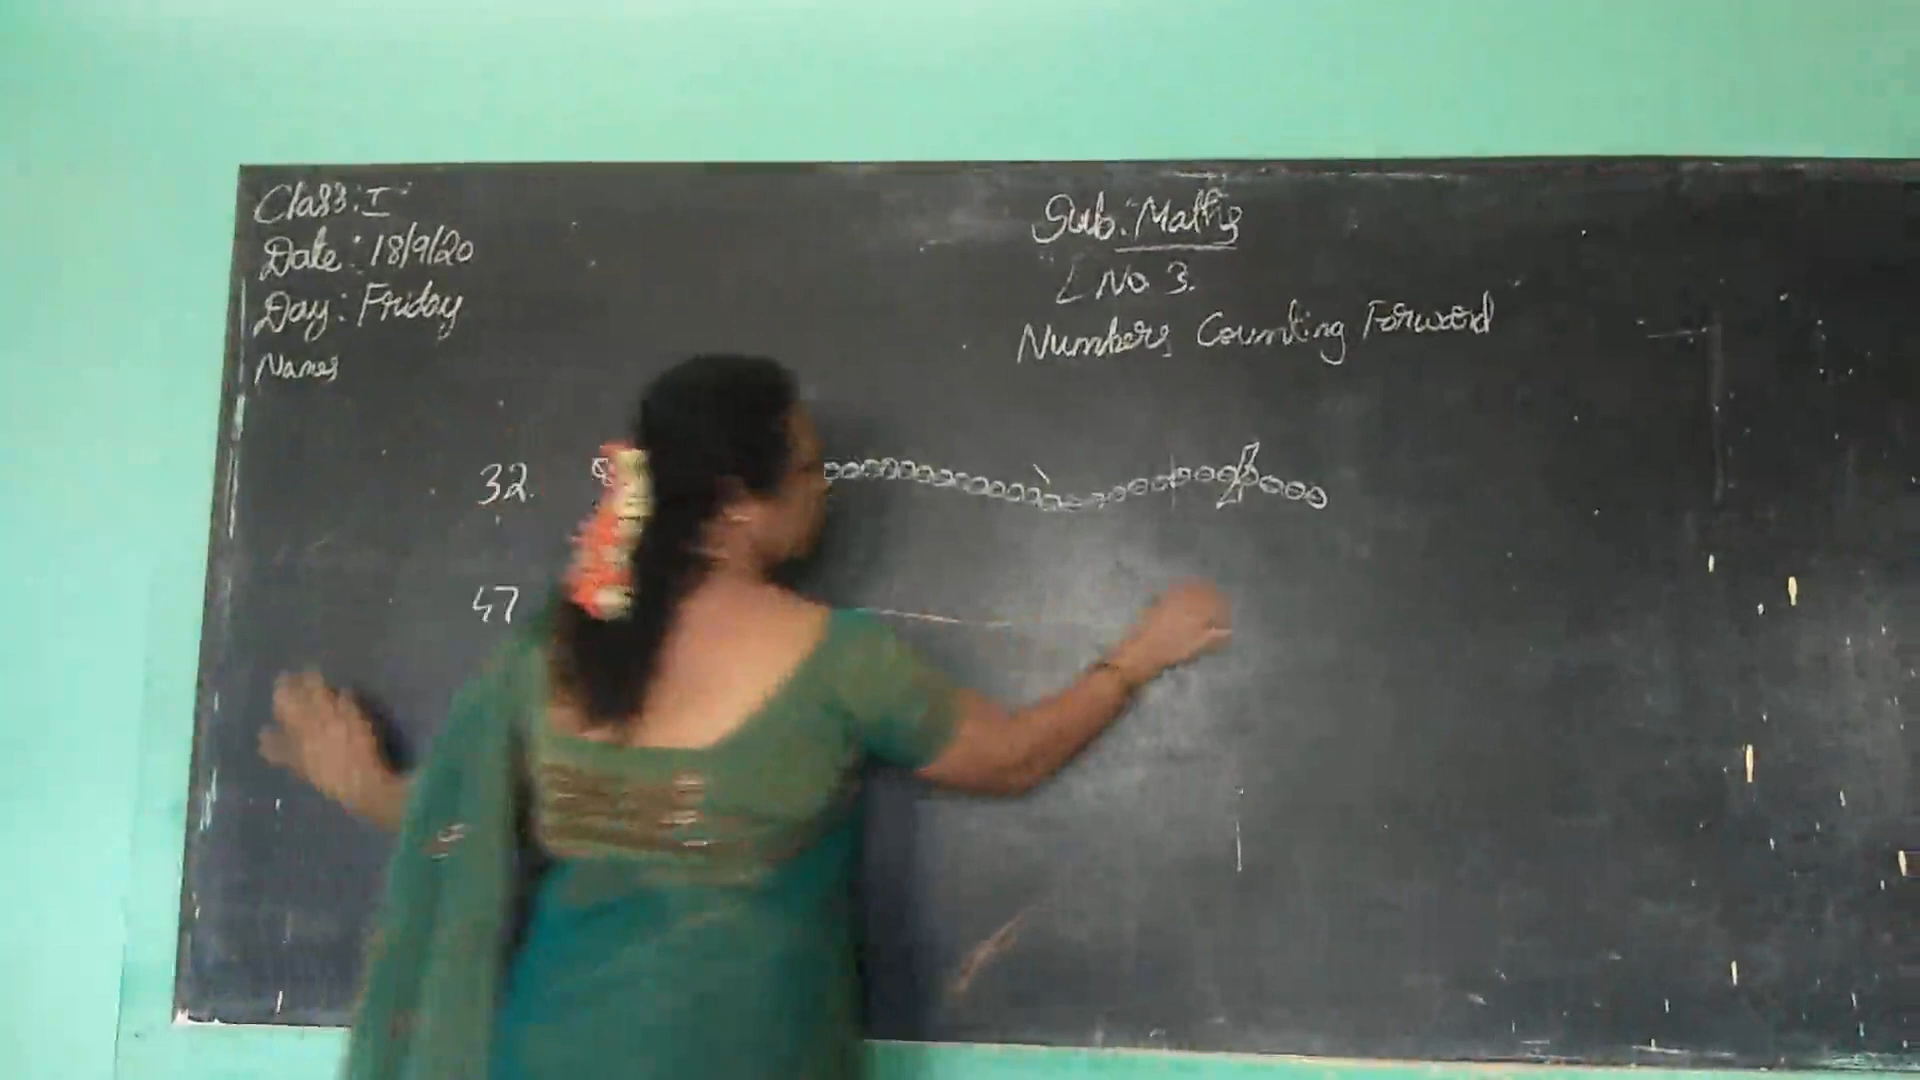 Class: I
Date: 18/9/20
Day: Friday
Names
Sub: Maths
L No 3.
Numbers Counting Forward
32
47